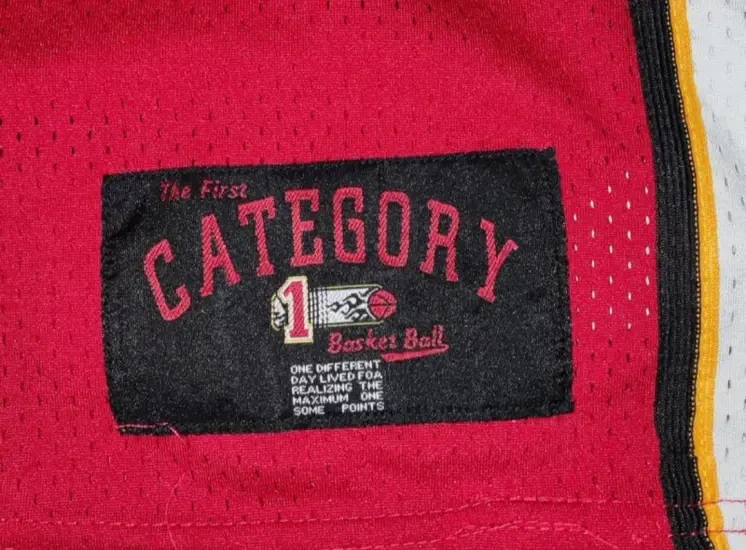 The First
CATEGORY
1
Basket Ball
ONE DIFFERENT
DAY LIVED FOA
REALIZING THE
MAXIMUM ONE
SOME POINTS